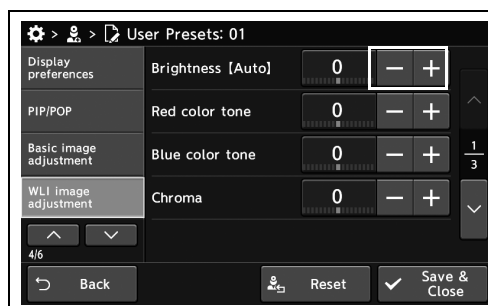 > > User Presets: 01
Display
preferences
Brightness [Auto] 0 − +
PIP/POP
Red color tone 0 − +
Basic image
adjustment
Blue color tone 0 − +
1
3
WLI image
adjustment
Chroma 0 − +
4/6
Back
Reset
Save &
Close